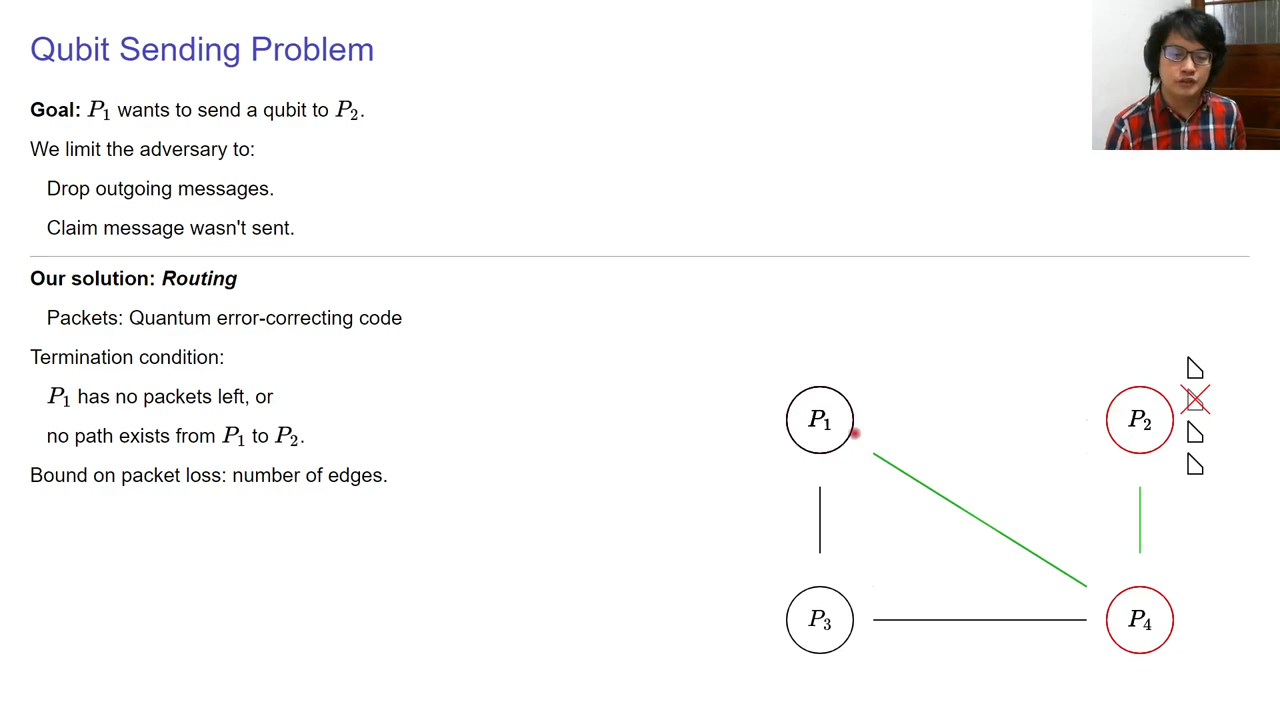 Qubit Sending Problem
Goal: P₁ wants to send a qubit to P₂.
We limit the adversary to:
Drop outgoing messages.
Claim message wasn't sent.
Our solution: Routing
Packets: Quantum error-correcting code
Termination condition:
P₁ has no packets left, or
no path exists from P₁ to P₂.
Bound on packet loss: number of edges.
P₁
P₂
P₃
P₄